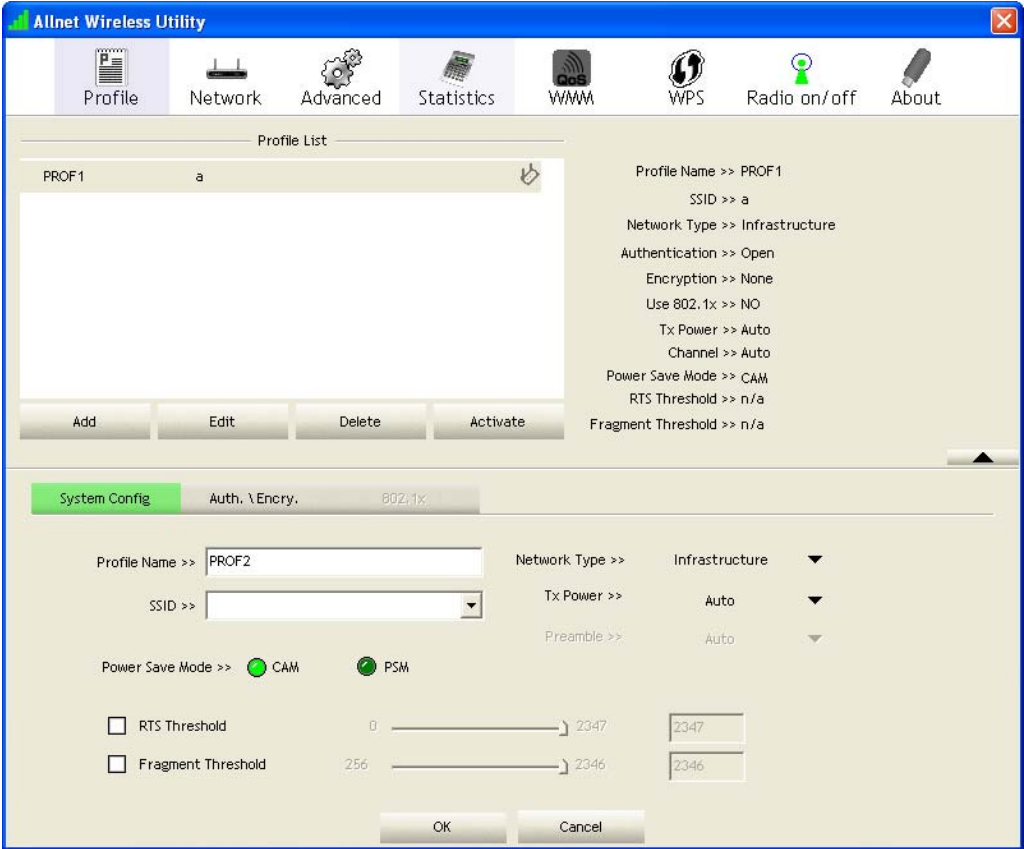 Allnet Wireless Utility
Profile Network Advanced Statistics WMM WPS Radio on/off About
QoS
Profile List
PROF1 a
Add Edit Delete Activate
Profile Name >> PROF1
SSID >> a
Network Type >> Infrastructure
Authentication >> Open
Encryption >> None
Use 802.1x >> NO
Tx Power >> Auto
Channel >> Auto
Power Save Mode >> CAM
RTS Threshold >> n/a
Fragment Threshold >> n/a
System Config Auth. \ Encry. 802.1x
Profile Name >> PROF2
SSID >>
Power Save Mode >> CAM PSM
Network Type >> Infrastructure
Tx Power >> Auto
Preamble >> Auto
RTS Threshold 0 2347 2347
Fragment Threshold 256 2346 2346
OK Cancel